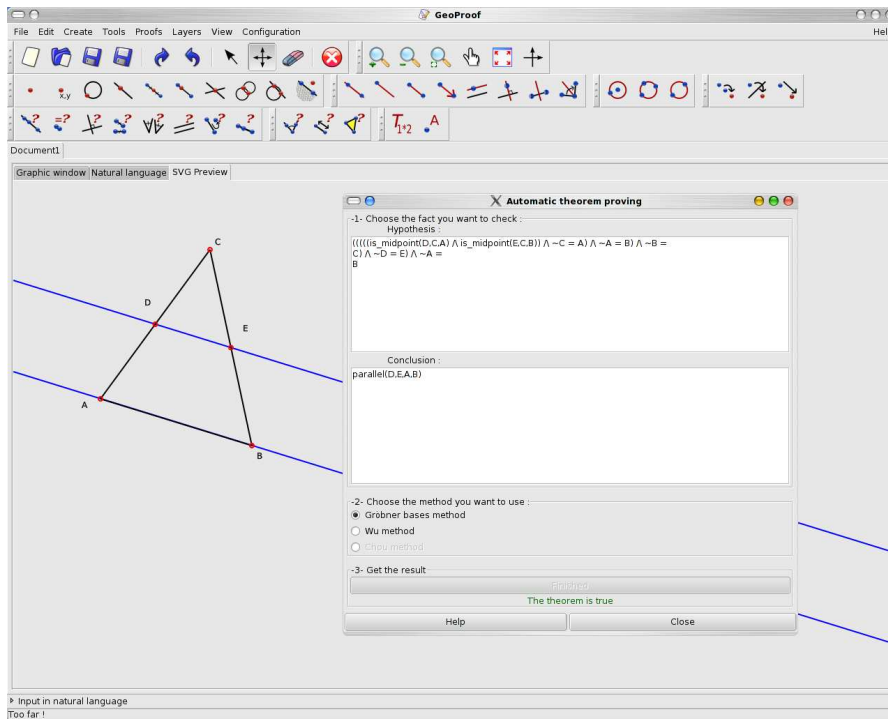 GeoProof
File Edit Create Tools Proofs Layers View Configuration Hel
x,y
? =? ? ? ? ? ? ? ? ? ? T1*2 A
Document1
Graphic window Natural language SVG Preview
Automatic theorem proving
-1- Choose the fact you want to check :
Hypothesis :
(((((is_midpoint(D,C,A) /\ is_midpoint(E,C,B)) /\ ~C = A) /\ ~A = B) /\ ~B =
C) /\ ~D = E) /\ ~A =
B
Conclusion :
parallel(D,E,A,B)
-2- Choose the method you want to use :
Gröbner bases method
Wu method
Chou method
-3- Get the result
Finished
The theorem is true
Help Close
C
D
E
A
B
Input in natural language
Too far !